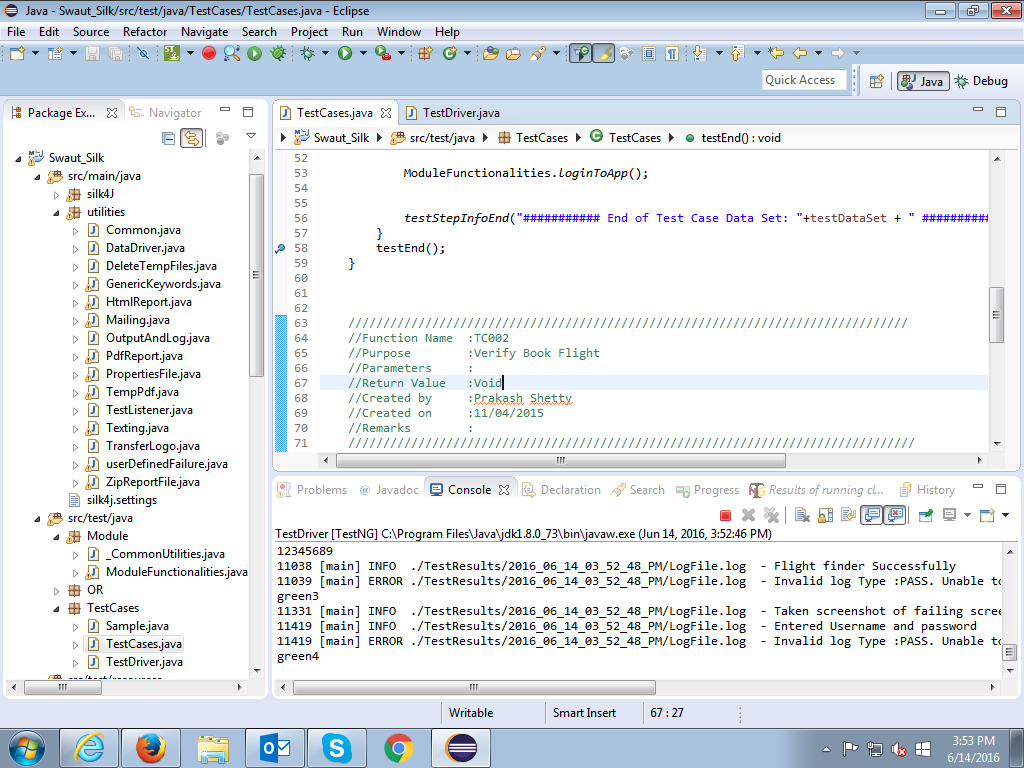 Java - Swaut_Silk/src/test/java/TestCases/TestCases.java - Eclipse
File Edit Source Refactor Navigate Search Project Run Window Help
Quick Access
Java
Debug
Package Ex...
Navigator
Swaut_Silk
src/main/java
silk4J
utilities
Common.java
DataDriver.java
DeleteTempFiles.java
GenericKeywords.java
HtmlReport.java
Mailing.java
OutputAndLog.java
PdfReport.java
PropertiesFile.java
TempPdf.java
TestListener.java
Texting.java
TransferLogo.java
userDefinedFailure.java
ZipReportFile.java
silk4j.settings
src/test/java
Module
_CommonUtilities.java
ModuleFunctionalities.java
OR
TestCases
Sample.java
TestCases.java
TestDriver.java
src/test/resources
TestCases.java
TestDriver.java
Swaut_Silk src/test/java TestCases TestCases testEnd() : void
52
53 ModuleFunctionalities.loginToApp();
54
55
56 testStepInfoEnd("########### End of Test Case Data Set: "+testDataSet + " ##########
57 }
58 testEnd();
59 }
60
61
62
63 ////////////////////////////////////////////////////////////////////////////////
64 //Function Name :TC002
65 //Purpose :Verify Book Flight
66 //Parameters :
67 //Return Value :Void
68 //Created by :Prakash Shetty
69 //Created on :11/04/2015
70 //Remarks :
71 /////////////////////////////////////////////////////////////////////////////////
Problems Javadoc Console Declaration Search Progress Results of running cl... History
TestDriver [TestNG] C:\Program Files\Java\jdk1.8.0_73\bin\javaw.exe (Jun 14, 2016, 3:52:46 PM)
12345689
11038 [main] INFO ./TestResults/2016_06_14_03_52_48_PM/LogFile.log - Flight finder Successfully
11039 [main] ERROR ./TestResults/2016_06_14_03_52_48_PM/LogFile.log - Invalid log Type :PASS. Unable to
green3
11331 [main] INFO ./TestResults/2016_06_14_03_52_48_PM/LogFile.log - Taken screenshot of failing scree
11419 [main] INFO ./TestResults/2016_06_14_03_52_48_PM/LogFile.log - Entered Username and password
11419 [main] ERROR ./TestResults/2016_06_14_03_52_48_PM/LogFile.log - Invalid log Type :PASS. Unable to
green4
Writable
Smart Insert
67 : 27
3:53 PM
6/14/2016